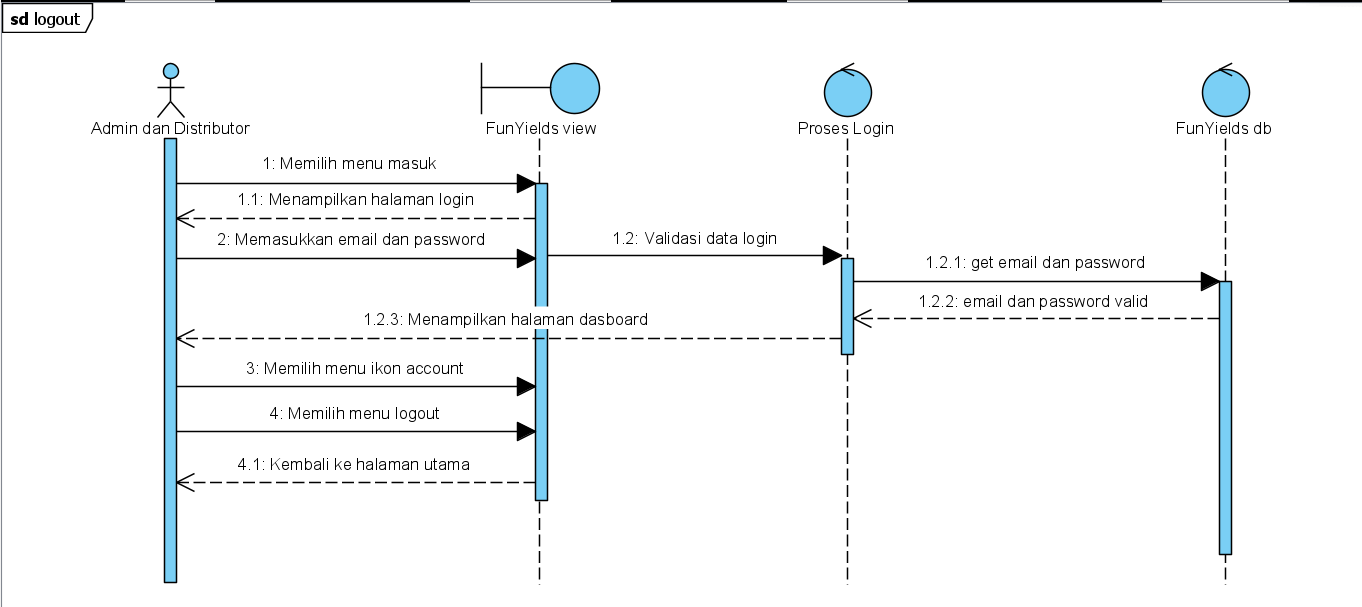 sd logout
Admin dan Distributor
FunYields view
Proses Login
FunYields db
1: Memilih menu masuk
1.1: Menampilkan halaman login
2: Memasukkan email dan password
1.2: Validasi data login
1.2.1: get email dan password
1.2.2: email dan password valid
1.2.3: Menampilkan halaman dasboard
3: Memilih menu ikon account
4: Memilih menu logout
4.1: Kembali ke halaman utama